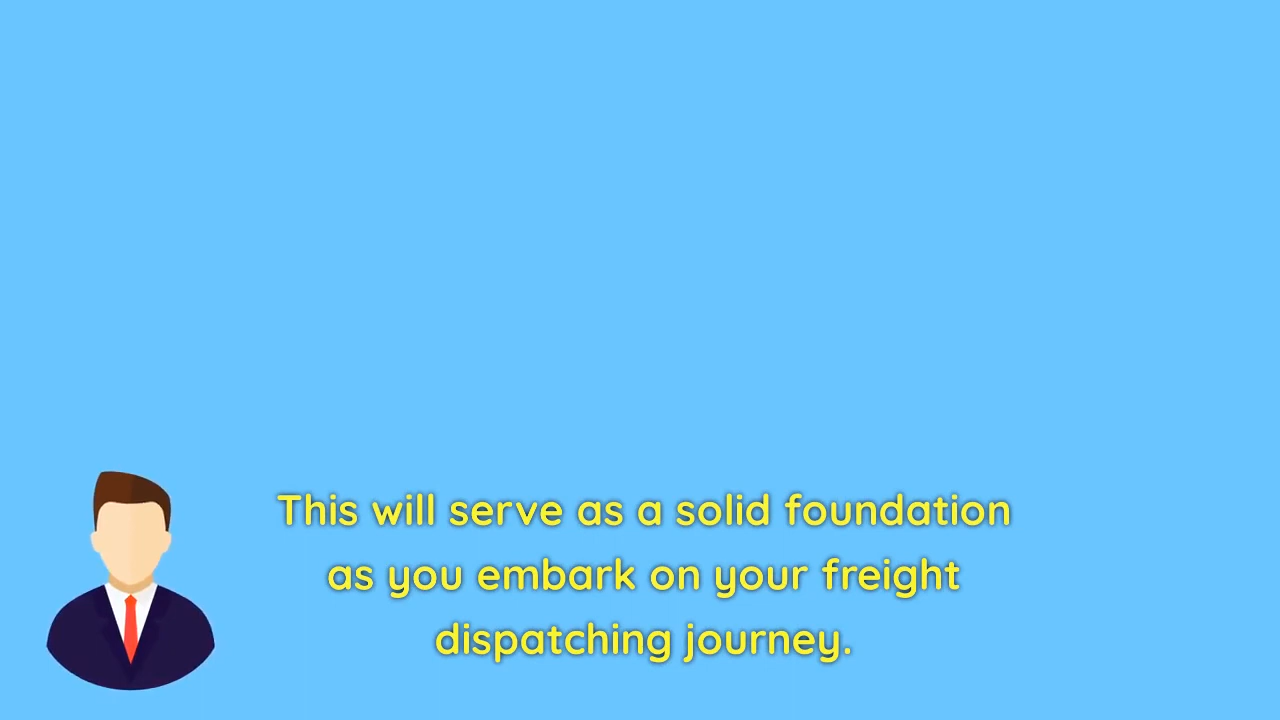 This will serve as a solid foundation
as you embark on your freight
dispatching journey.